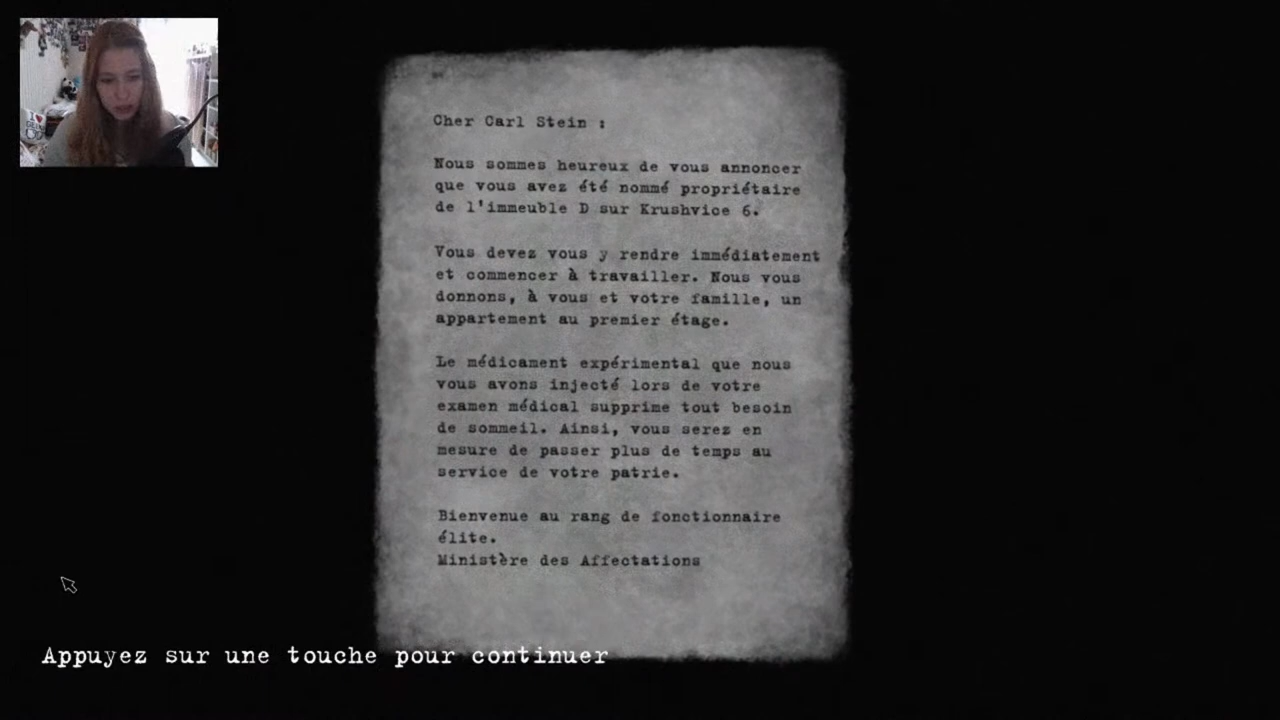 Cher Carl Stein :
Nous sommes heureux de vous annoncer
que vous avez été nommé propriétaire
de l'immeuble D sur Krushvice 6.
Vous devez vous y rendre immédiatement
et commencer à travailler. Nous vous
donnons, à vous et votre famille, un
appartement au premier étage.
Le médicament expérimental que nous
vous avons injecté lors de votre
examen médical supprime tout besoin
de sommeil. Ainsi, vous serez en
mesure de passer plus de temps au
service de votre patrie.
Bienvenue au rang de fonctionnaire
élite.
Ministère des Affectations
Appuyez sur une touche pour continuer